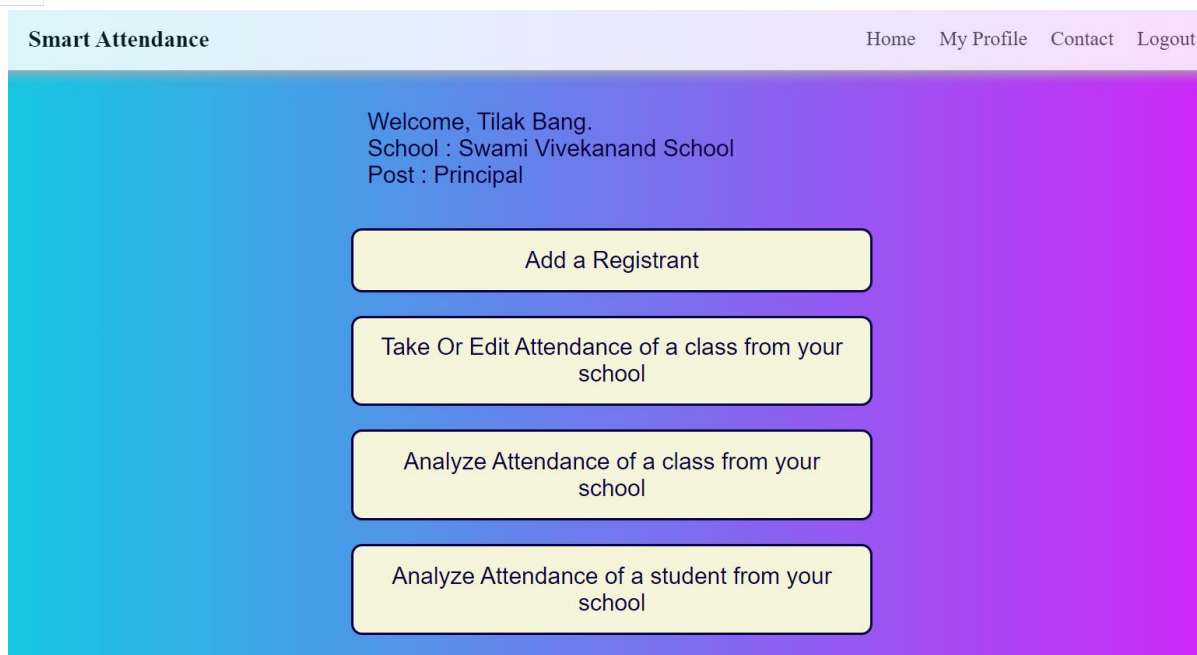 Smart Attendance
Home My Profile Contact Logout
Welcome, Tilak Bang.
School : Swami Vivekanand School
Post : Principal
Add a Registrant
Take Or Edit Attendance of a class from your
school
Analyze Attendance of a class from your
school
Analyze Attendance of a student from your
school